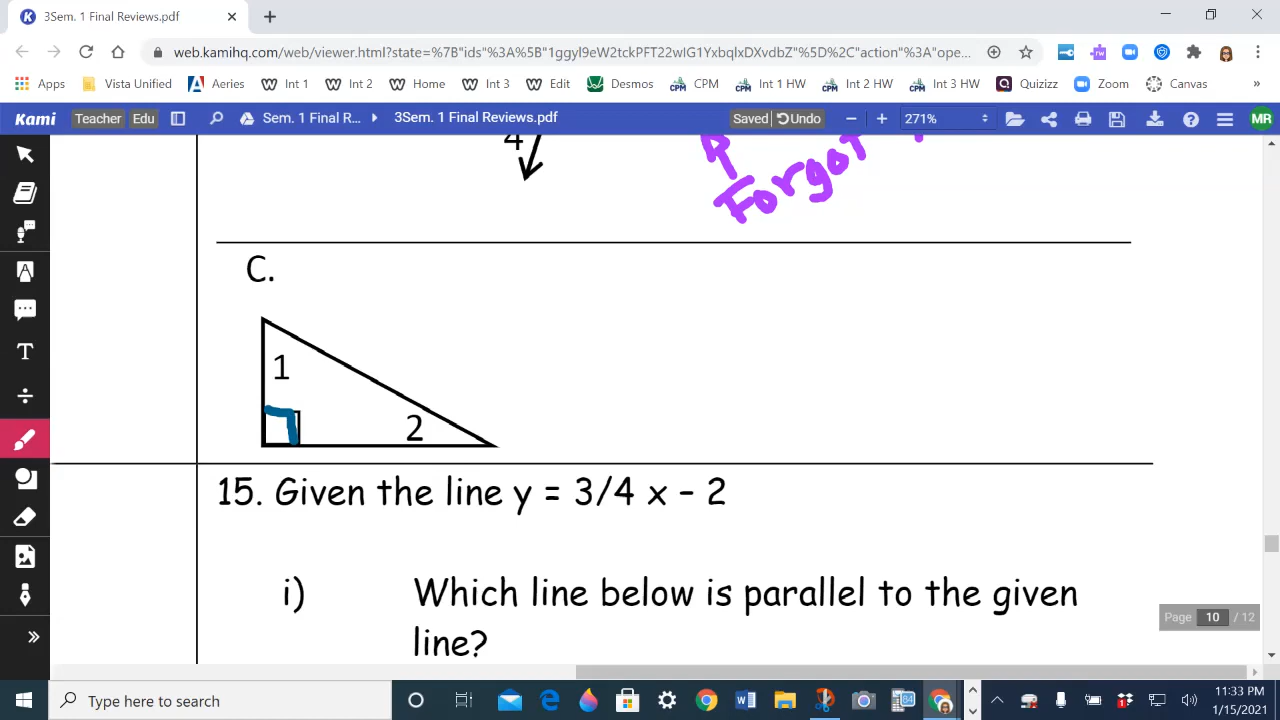 3Sem. 1 Final Reviews.pdf
web.kamihq.com/web/viewer.html?state=%7B"ids"%3A%5B"1ggyl9eW2tckPFT22wlG1YxVqlxDXvdbZ"%5D%2C"action"%3A"ope...
Apps Vista Unified Aeries Int 1 Int 2 Home Int 3 Edit Desmos CPM Int 1 HW Int 2 HW Int 3 HW Quizizz Zoom Canvas »
Kami Teacher Edu Sem. 1 Final R... 3Sem. 1 Final Reviews.pdf Saved Undo 271% MR
4
Forgot
C.
1
2
15. Given the line y = 3/4 x – 2
i) Which line below is parallel to the given
line?
Page 10 / 12
Type here to search
11:33 PM
1/15/2021